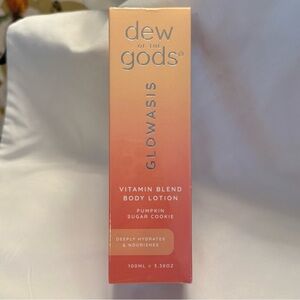 dew
OF THE
gods®
GLOWASIS
VITAMIN BLEND
BODY LOTION
PUMPKIN
SUGAR COOKIE
DEEPLY HYDRATES
& NOURISHES
100ML ℮ 3.38OZ